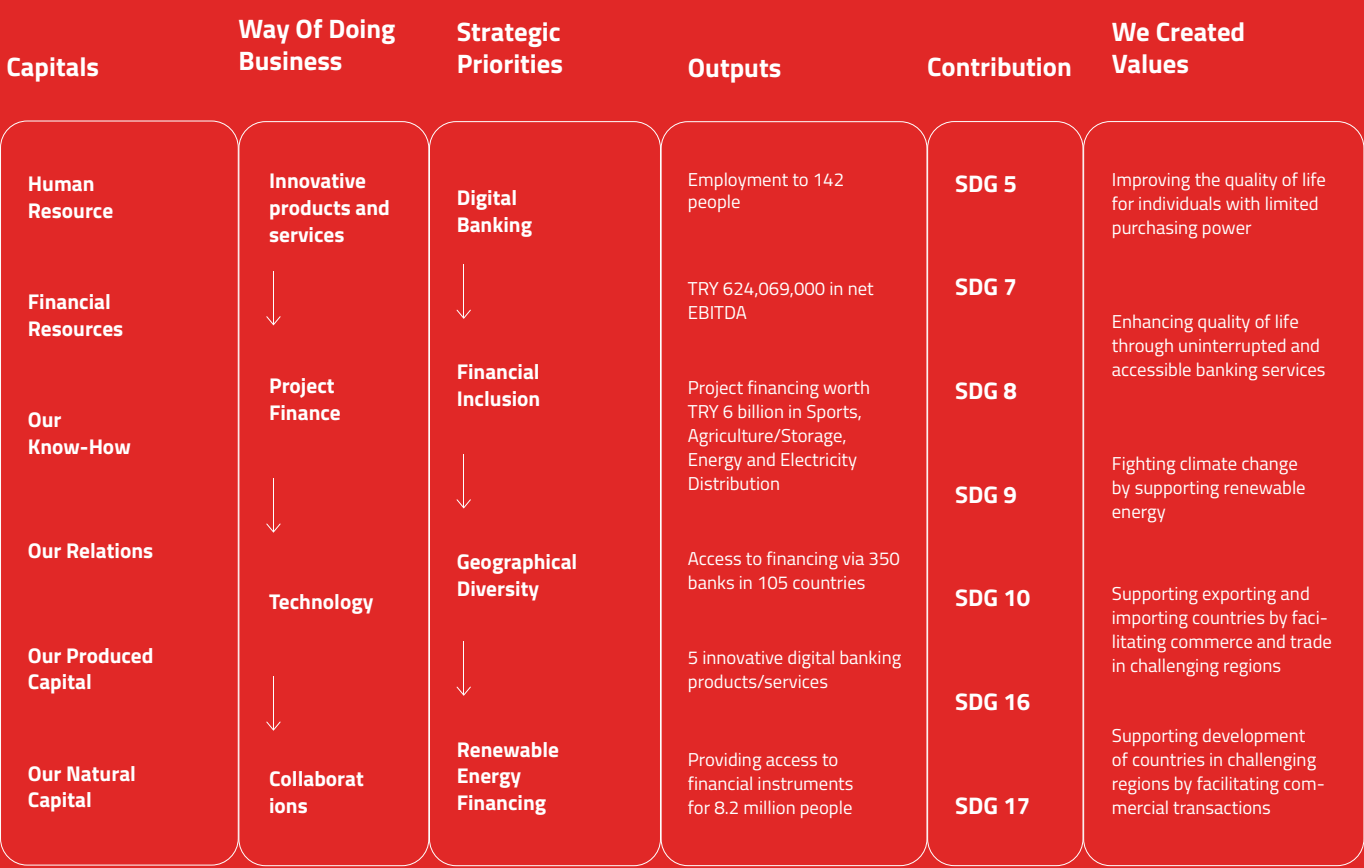 Capitals
Way Of Doing
Business
Strategic
Priorities
Outputs
Contribution
We Created
Values
Human
Resource
Financial
Resources
Our
Know-How
Our Relations
Our Produced
Capital
Our Natural
Capital
Innovative
products and
services
Project
Finance
Technology
Collaborat
ions
Digital
Banking
Financial
Inclusion
Geographical
Diversity
Renewable
Energy
Financing
Employment to 142
people
TRY 624,069,000 in net
EBITDA
Project financing worth
TRY 6 billion in Sports,
Agriculture/Storage,
Energy and Electricity
Distribution
Access to financing via 350
banks in 105 countries
5 innovative digital banking
products/services
Providing access to
financial instruments
for 8.2 million people
SDG 5
SDG 7
SDG 8
SDG 9
SDG 10
SDG 16
SDG 17
Improving the quality of life
for individuals with limited
purchasing power
Enhancing quality of life
through uninterrupted and
accessible banking services
Fighting climate change
by supporting renewable
energy
Supporting exporting and
importing countries by faci-
litating commerce and trade
in challenging regions
Supporting development
of countries in challenging
regions by facilitating com-
mercial transactions